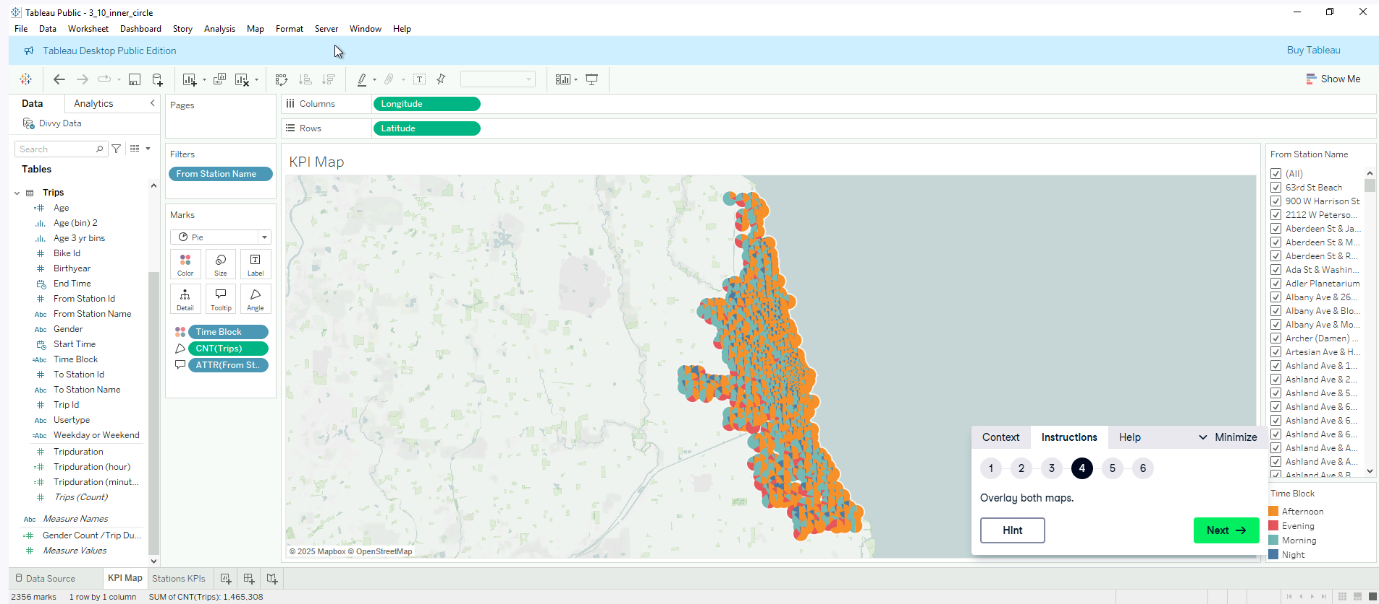 Tableau Public - 3_10_inner_circle
File Data Worksheet Dashboard Story Analysis Map Format Server Window Help
Tableau Desktop Public Edition
Buy Tableau
Show Me
Data
Analytics
Divvy Data
Search
Tables
Trips
Age
Age (bin) 2
Age 3 yr bins
Bike Id
Birthyear
End Time
From Station Id
From Station Name
Gender
Start Time
Time Block
To Station Id
To Station Name
Trip Id
Usertype
Weekday or Weekend
Tripduration
Tripduration (hour)
Tripduration (minut...
Trips (Count)
Measure Names
Gender Count /Trip Du...
Measure Values
Pages
Filters
From Station Name
Marks
Pie
Color
Size
Label
Detail
Tooltip
Angle
Time Block
CNT(Trips)
ATTR(From St..
Columns
Longitude
Rows
Latitude
KPI Map
© 2025 Mapbox © OpenStreetMap
From Station Name
(All)
63rd St Beach
900 W Harrison St
2112 W Peterso...
Aberdeen St & Ja...
Aberdeen St & M...
Aberdeen St & R...
Ada St & Washin...
Adler Planetarium
Albany Ave & 26...
Albany Ave & Blo...
Albany Ave & Mo...
Archer (Damen) ...
Artesian Ave & H...
Ashland Ave & 1...
Ashland Ave & 2...
Ashland Ave & 5...
Ashland Ave & 6...
Ashland Ave & 6...
Ashland Ave & 6...
Ashland Ave & 6...
Ashland Ave & A...
Ashland Ave & B...
Time Block
Afternoon
Evening
Morning
Night
Context
Instructions
Help
Minimize
1 2 3 4 5 6
Overlay both maps.
Hint
Next →
Data Source
KPI Map
Stations KPIs
2356 marks 1 row by 1 column SUM of CNT(Trips): 1,465,308